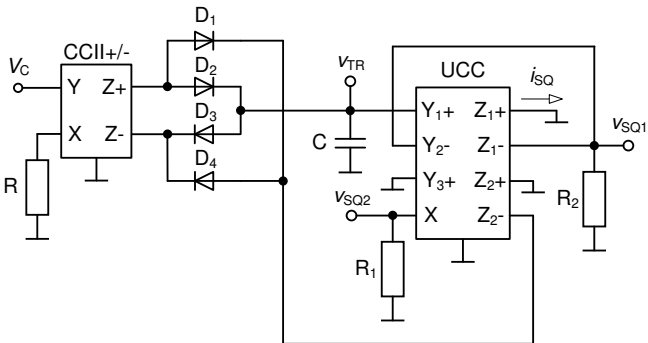 D1
CCII+/-
VC
Y
Z+
D2
vTR
UCC
iSQ
D3
Y1+
Z1+
X
Z-
C
Y2-
Z1-
vSQ1
D4
Y3+
Z2+
R
vSQ2
X
Z2-
R2
R1